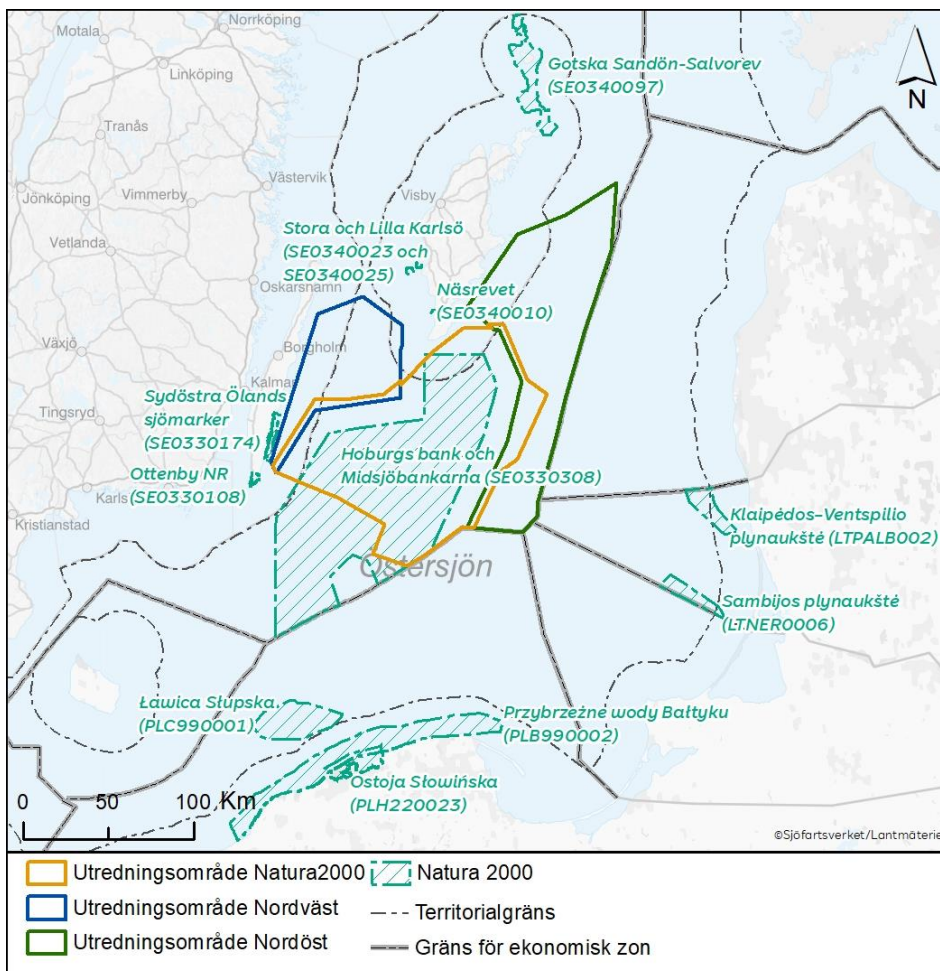 Norrköping
Motala
Linköping
Gotska Sandön-Salvorev
(SE0340097)
N
Tranås
Västervik
Jönköping
Vimmerby
Visby
Vetlanda
Stora och Lilla Karlsö
(SE0340023 och
SE0340025)
Oskarshamn
Näsrevet
(SE0340010)
Växjö
Borgholm
Kalmar
Tingsryd
Sydöstra Ölands
sjömarker
(SE0330174)
Hoburgs bank och
Midsjöbankarna (SE0330308)
Ottenby NR
(SE0330108)
Karls
Kristianstad
Klaipėdos–Ventspilio
plynaukštė (LTPALB002)
Östersjön
Sambijos plynaukštė
(LTNER0006)
Ławica Słupska
(PLC990001)
Przybrzeżne wody Bałtyku
(PLB990002)
Ostoja Słowińska
(PLH220023)
0 50 100 Km
©Sjöfartsverket/Lantmäterie
Utredningsområde Natura2000
Natura 2000
Utredningsområde Nordväst
Territorialgräns
Utredningsområde Nordöst
Gräns för ekonomisk zon